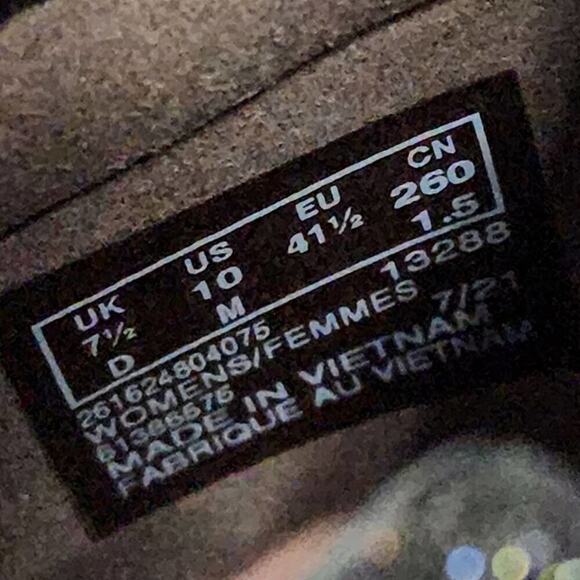 UK US EU CN
7½ 10 41½ 260
D M 1.5
261624804075 13288
WOMENS/FEMMES 7/21
MADE IN VIETNAM
FABRIQUE AU VIETNAM